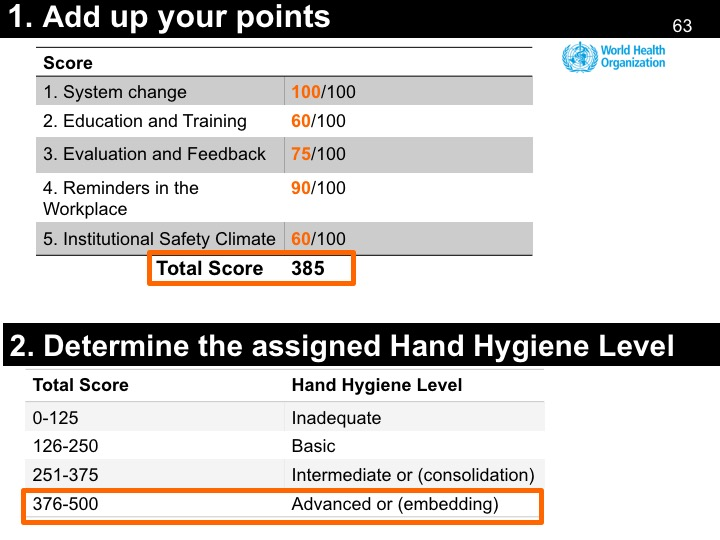 1. Add up your points
63
World Health
Organization
Score
1. System change 100/100
2. Education and Training 60/100
3. Evaluation and Feedback 75/100
4. Reminders in the 90/100
Workplace
5. Institutional Safety Climate 60/100
Total Score 385
2. Determine the assigned Hand Hygiene Level
Total Score Hand Hygiene Level
0-125 Inadequate
126-250 Basic
251-375 Intermediate or (consolidation)
376-500 Advanced or (embedding)